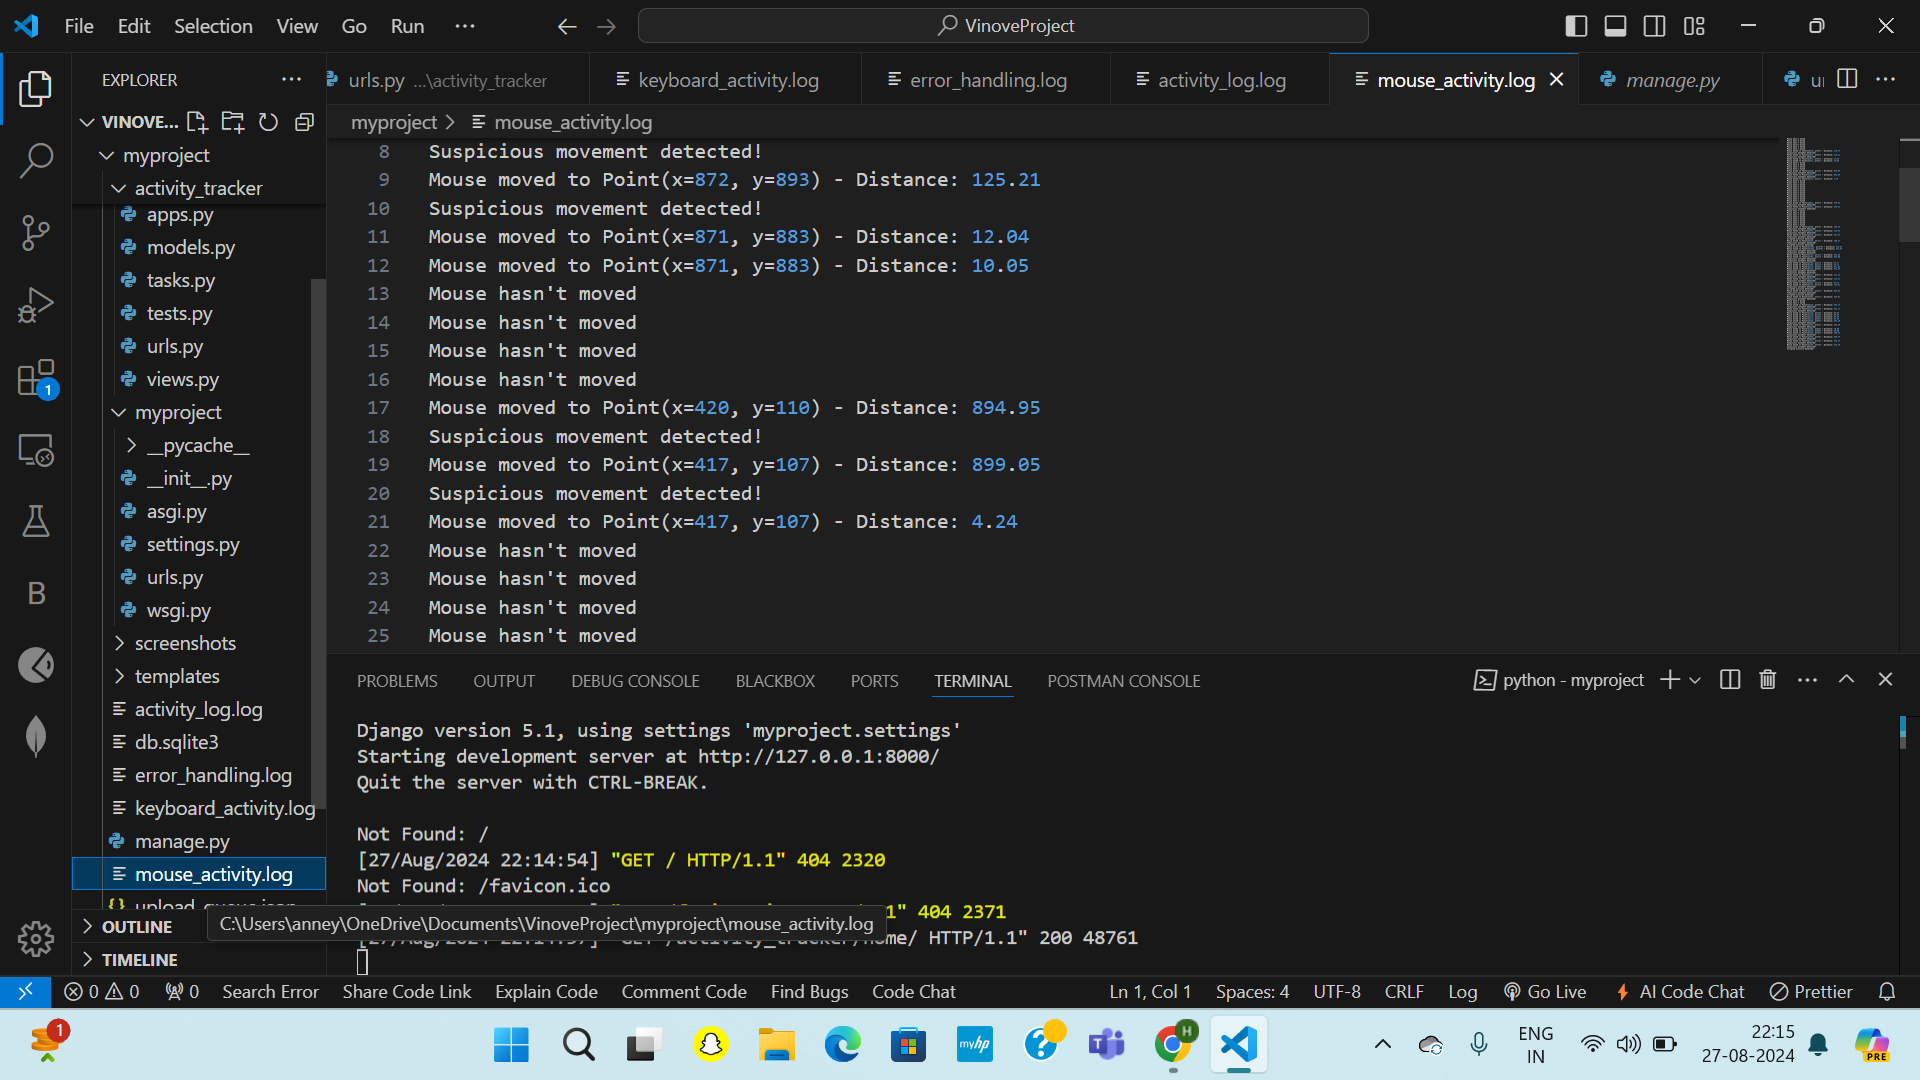 File Edit Selection View Go Run ··· VinoveProject
EXPLORER
urls.py ...\activity_tracker keyboard_activity.log error_handling.log activity_log.log mouse_activity.log manage.py
VINOVE...
myproject > mouse_activity.log
myproject
activity_tracker
apps.py
models.py
tasks.py
tests.py
urls.py
views.py
myproject
__pycache__
__init__.py
asgi.py
settings.py
urls.py
wsgi.py
screenshots
templates
activity_log.log
db.sqlite3
error_handling.log
keyboard_activity.log
manage.py
mouse_activity.log
OUTLINE
TIMELINE
1
B
8 Suspicious movement detected!
9 Mouse moved to Point(x=872, y=893) - Distance: 125.21
10 Suspicious movement detected!
11 Mouse moved to Point(x=871, y=883) - Distance: 12.04
12 Mouse moved to Point(x=871, y=883) - Distance: 10.05
13 Mouse hasn't moved
14 Mouse hasn't moved
15 Mouse hasn't moved
16 Mouse hasn't moved
17 Mouse moved to Point(x=420, y=110) - Distance: 894.95
18 Suspicious movement detected!
19 Mouse moved to Point(x=417, y=107) - Distance: 899.05
20 Suspicious movement detected!
21 Mouse moved to Point(x=417, y=107) - Distance: 4.24
22 Mouse hasn't moved
23 Mouse hasn't moved
24 Mouse hasn't moved
25 Mouse hasn't moved
PROBLEMS OUTPUT DEBUG CONSOLE BLACKBOX PORTS TERMINAL POSTMAN CONSOLE python - myproject
Django version 5.1, using settings 'myproject.settings'
Starting development server at http://127.0.0.1:8000/
Quit the server with CTRL-BREAK.
Not Found: /
[27/Aug/2024 22:14:54] "GET / HTTP/1.1" 404 2320
Not Found: /favicon.ico
1" 404 2371
C:\Users\anney\OneDrive\Documents\VinoveProject\myproject\mouse_activity.log
/ HTTP/1.1" 200 48761
0 0 0 Search Error Share Code Link Explain Code Comment Code Find Bugs Code Chat Ln 1, Col 1 Spaces: 4 UTF-8 CRLF Log Go Live AI Code Chat Prettier
1 myhp T H ENG
IN
22:15
27-08-2024
PRE